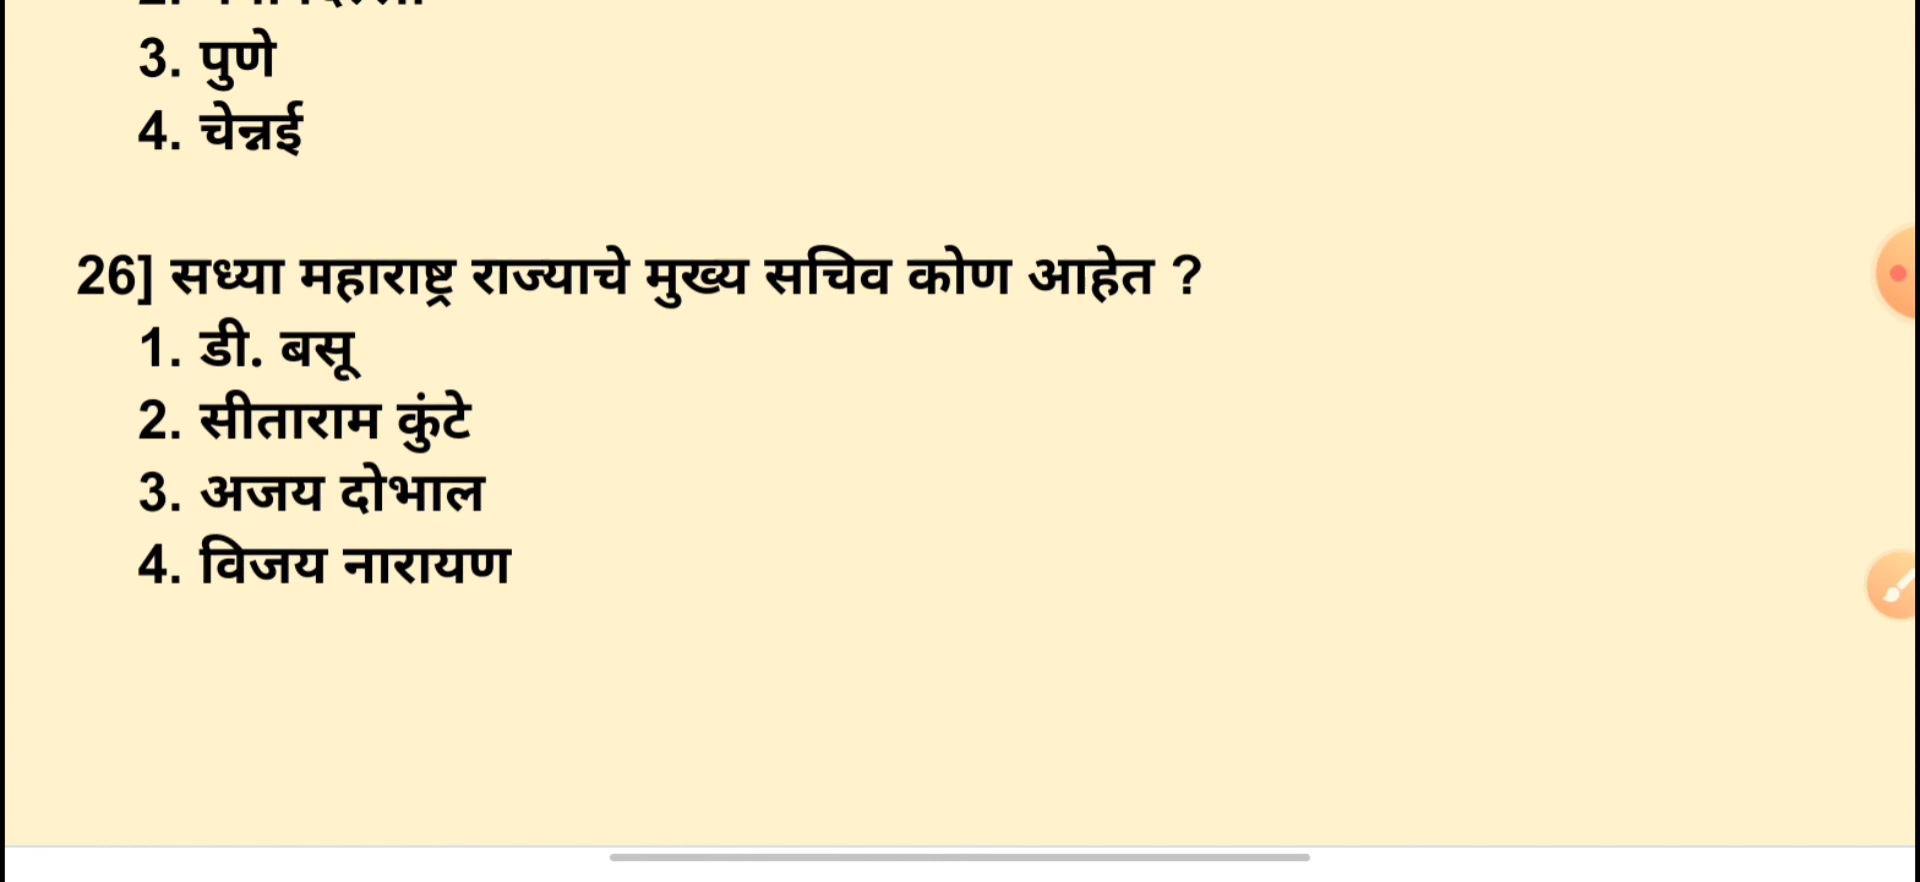 3. पुणे
4. चेन्नई
26] सध्या महाराष्ट्र राज्याचे मुख्य सचिव कोण आहेत ?
1. डी. बसू
2. सीताराम कुंटे
3. अजय दोभाल
4. विजय नारायण